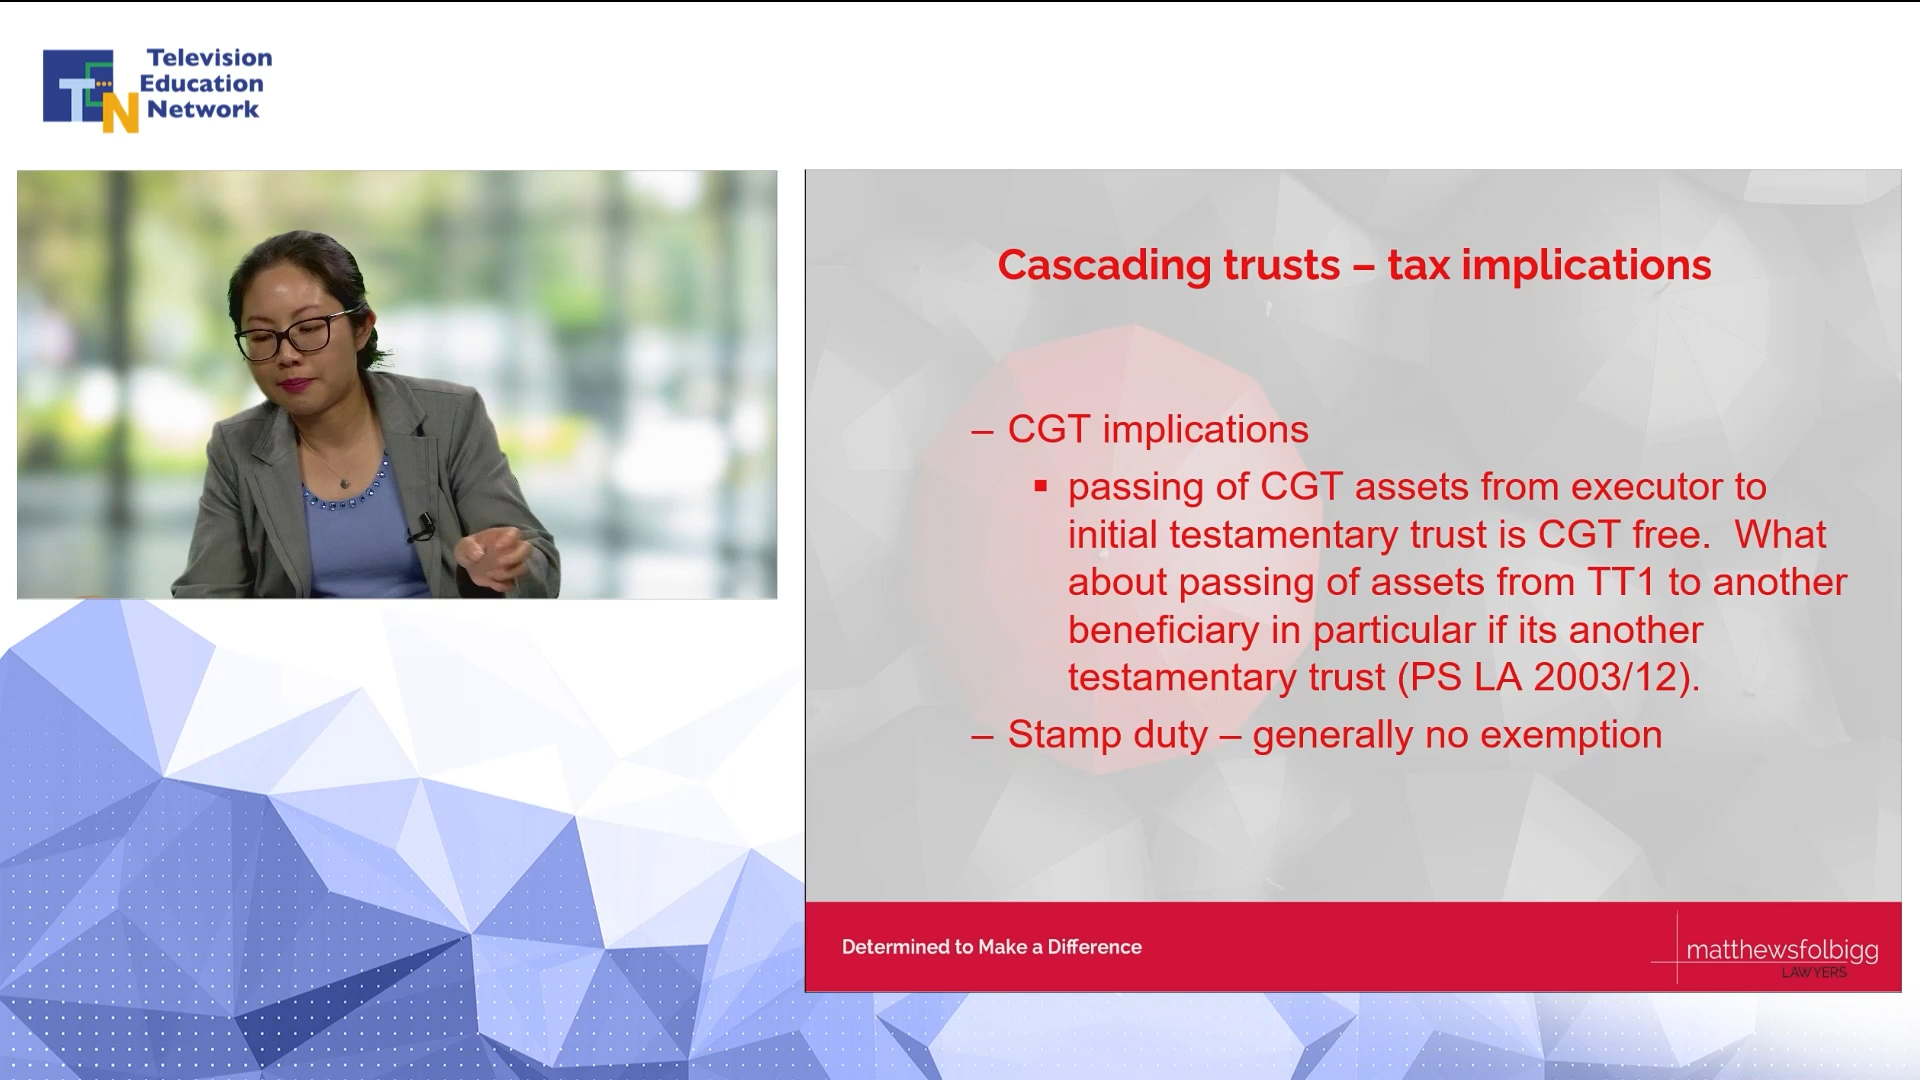 Television
Education
Network
TEN
Cascading trusts – tax implications
– CGT implications
▪ passing of CGT assets from executor to
initial testamentary trust is CGT free. What
about passing of assets from TT1 to another
beneficiary in particular if its another
testamentary trust (PS LA 2003/12).
– Stamp duty – generally no exemption
Determined to Make a Difference
matthewsfolbigg
LAWYERS